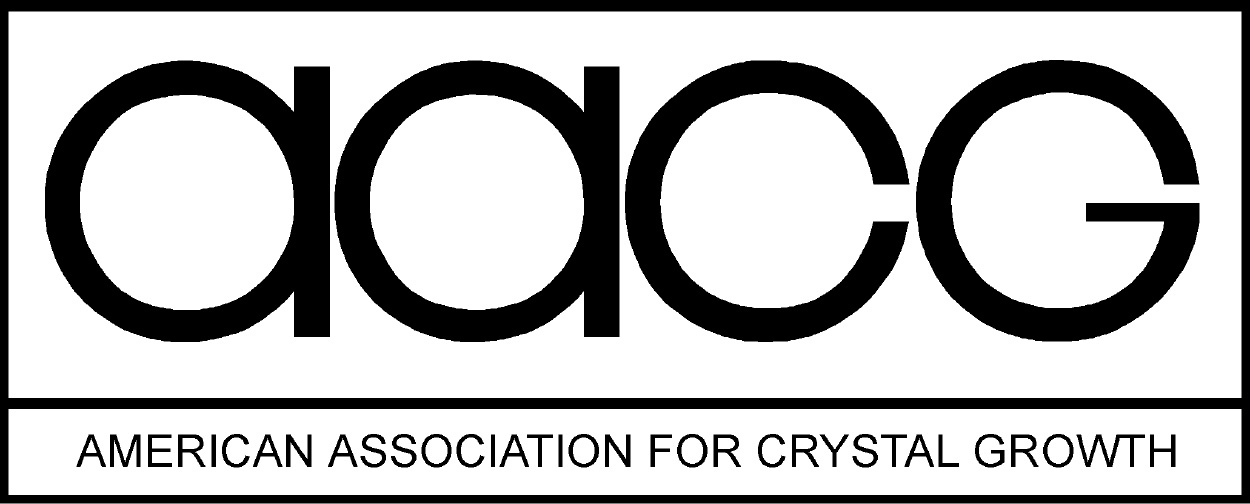 aacG
AMERICAN ASSOCIATION FOR CRYSTAL GROWTH